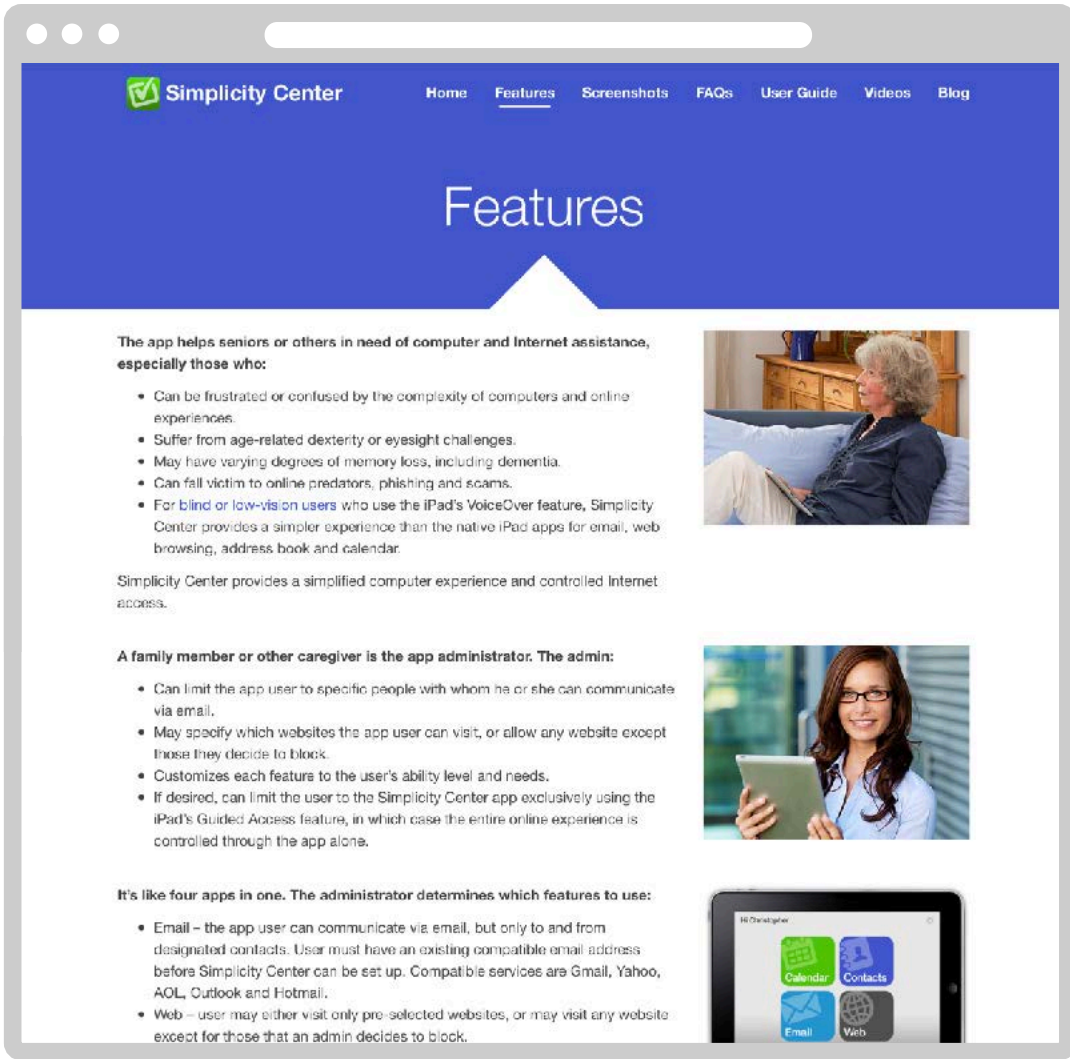 Simplicity Center
Home Features Screenshots FAQs User Guide Videos Blog
Features
The app helps seniors or others in need of computer and Internet assistance,
especially those who:
• Can be frustrated or confused by the complexity of computers and online
experiences.
• Suffer from age-related dexterity or eyesight challenges.
• May have varying degrees of memory loss, including dementia.
• Can fall victim to online predators, phishing and scams.
• For blind or low-vision users who use the iPad's VoiceOver feature, Simplicity
Center provides a simpler experience than the native iPad apps for email, web
browsing, address book and calendar.
Simplicity Center provides a simplified computer experience and controlled Internet
access.
A family member or other caregiver is the app administrator. The admin:
• Can limit the app user to specific people with whom he or she can communicate
via email.
• May specify which websites the app user can visit, or allow any website except
those they decide to block.
• Customizes each feature to the user's ability level and needs.
• If desired, can limit the user to the Simplicity Center app exclusively using the
iPad's Guided Access feature, in which case the entire online experience is
controlled through the app alone.
It's like four apps in one. The administrator determines which features to use:
• Email – the app user can communicate via email, but only to and from
designated contacts. User must have an existing compatible email address
before Simplicity Center can be set up. Compatible services are Gmail, Yahoo,
AOL, Outlook and Hotmail.
• Web – user may either visit only pre-selected websites, or may visit any website
except for those that an admin decides to block.
Hi Christopher
Calendar Contacts
Email Web